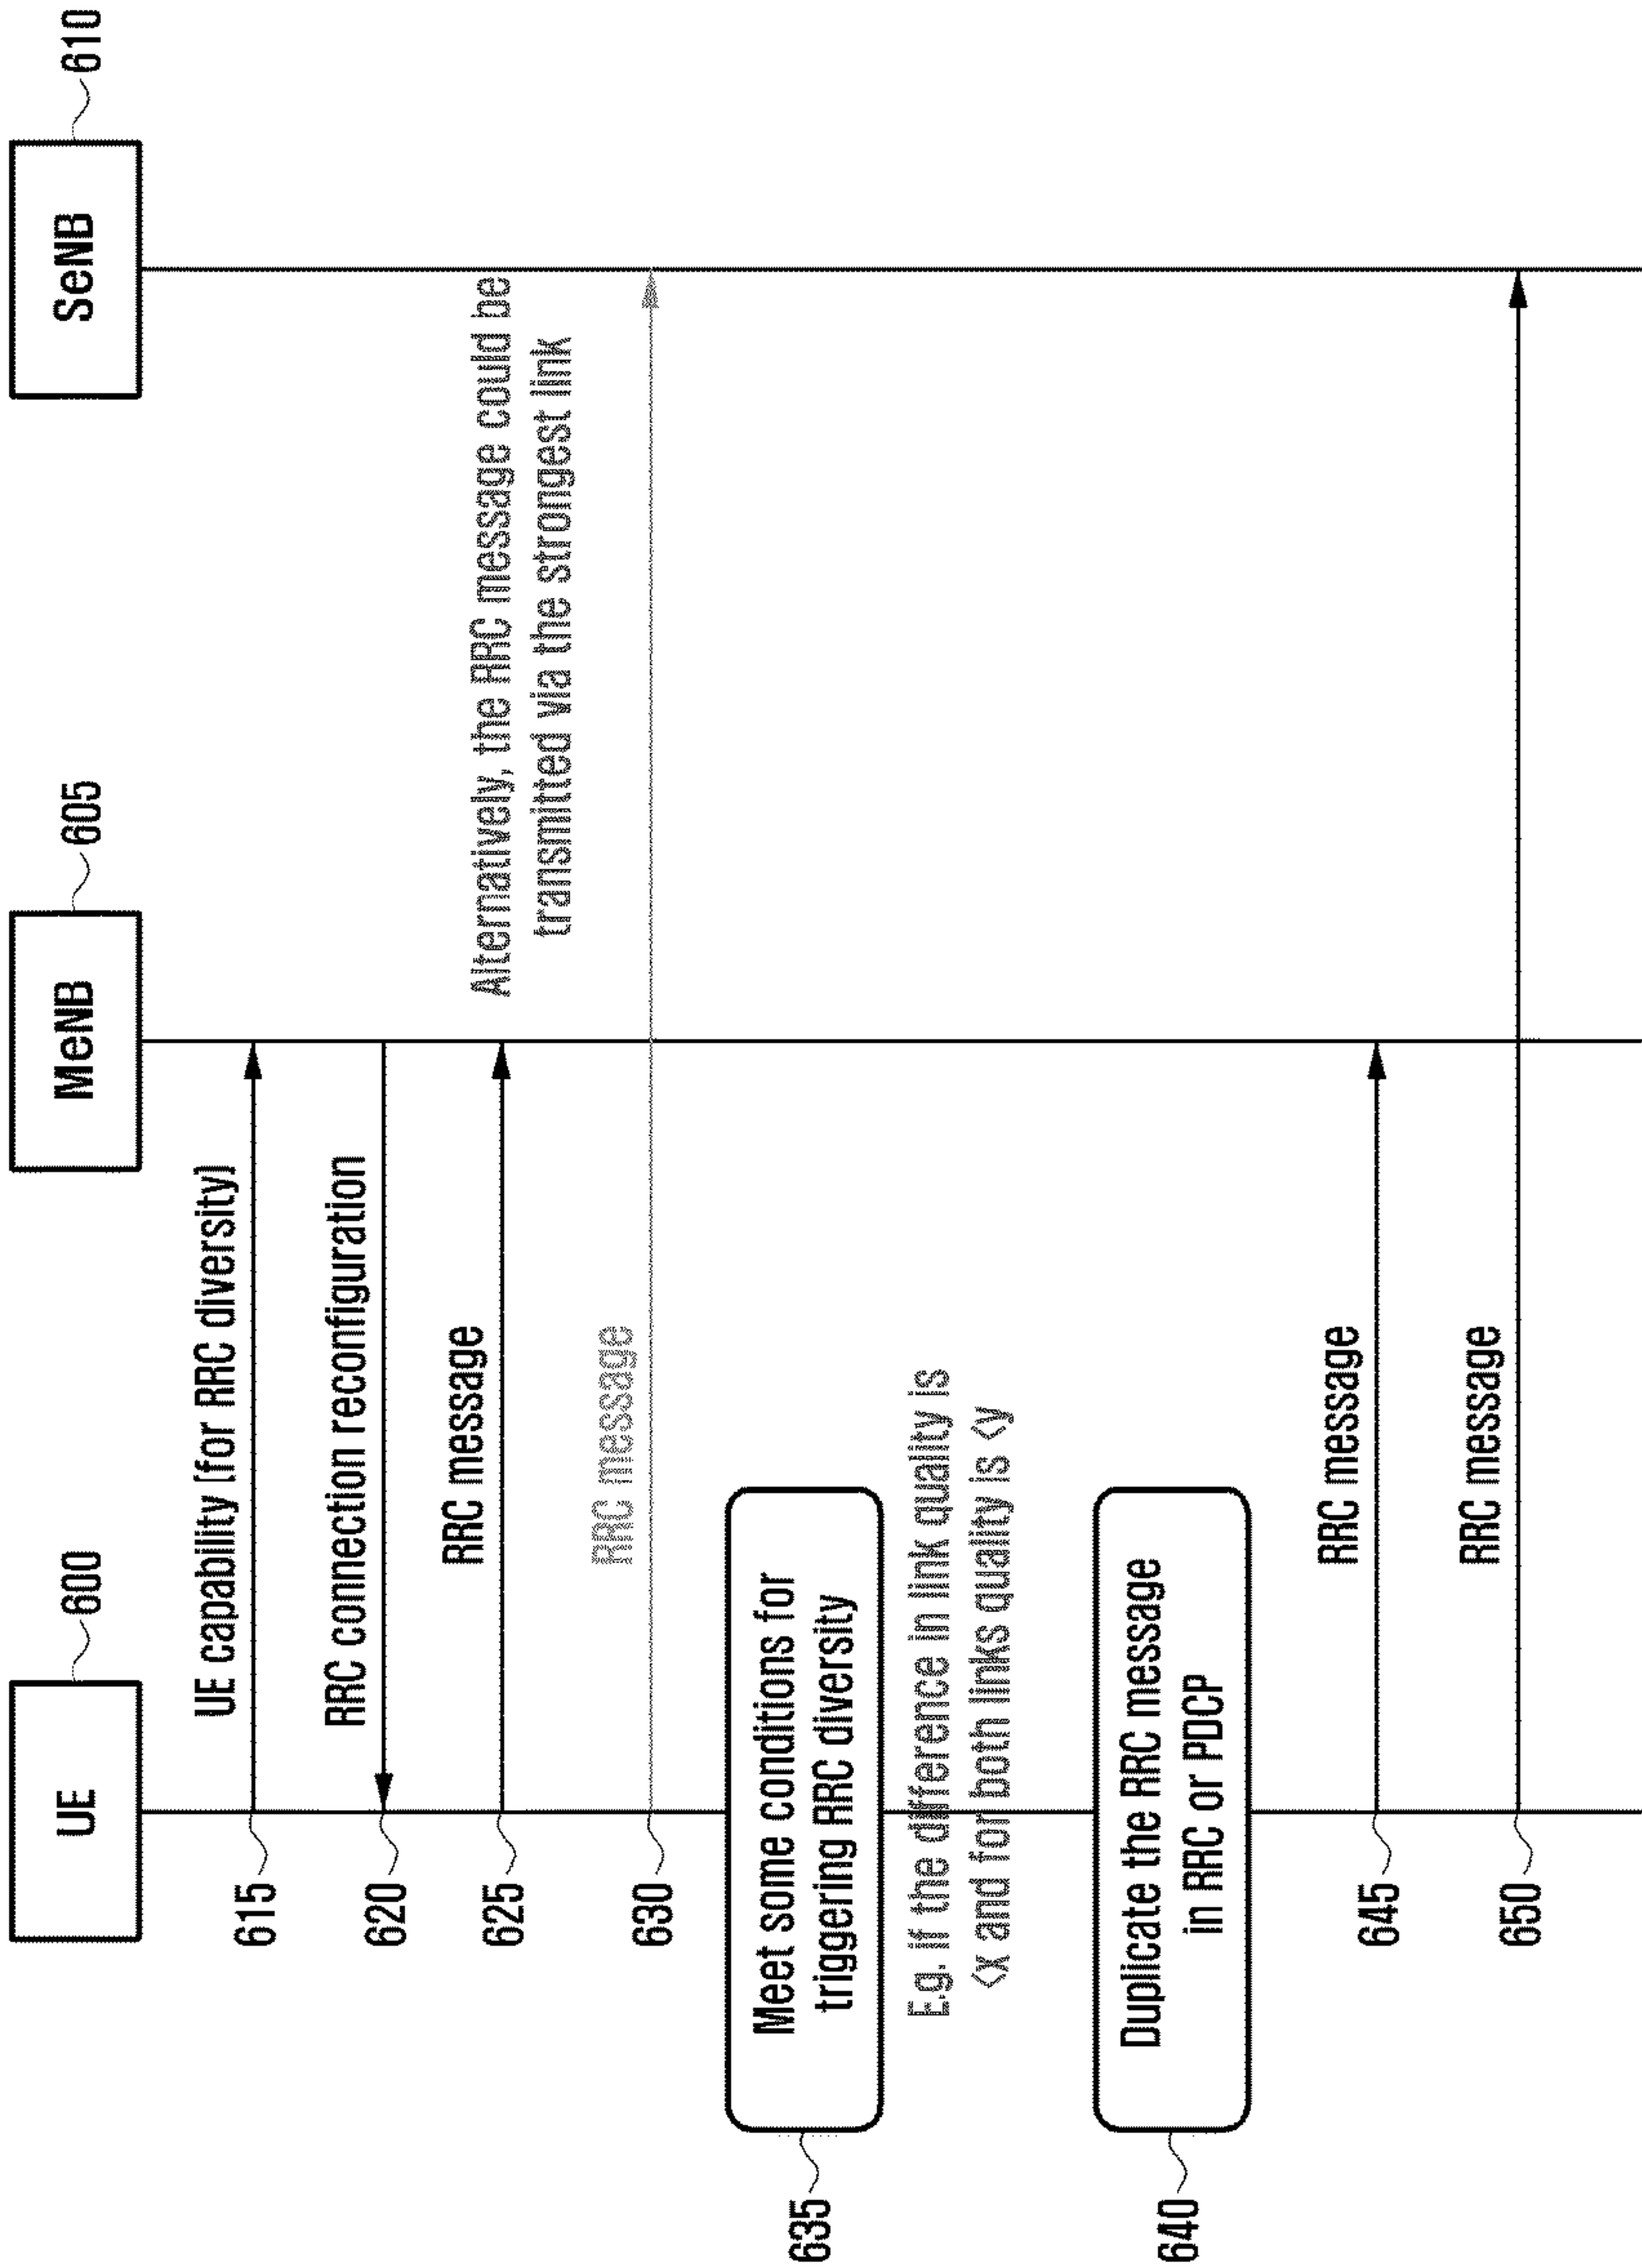 UE
600
MeNB
605
SeNB
610
615
UE capability (for RRC diversity)
620
RRC connection reconfiguration
625
RRC message
Alternatively, the RRC message could be
transmitted via the strongest link
630
RRC message
635
Meet some conditions for
triggering RRC diversity
E.g. if the difference in link quality is
<x and for both links quality is <y
640
Duplicate the RRC message
in RRC or PDCP
645
RRC message
650
RRC message